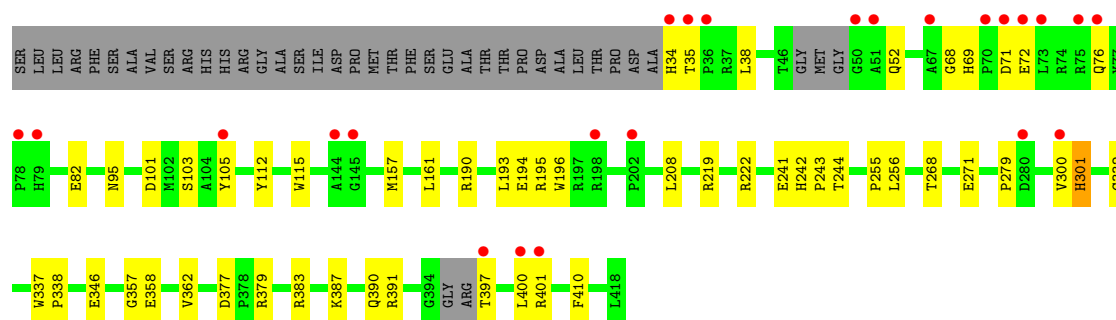 SER LEU LEU ARG PHE SER ALA VAL SER ARG HIS HIS ARG GLY ALA SER ILE ASP PRO MET THR PHE SER GLU ALA THR THR PRO ASP ALA LEU THR PRO ASP ALA H34 T35 P36 R37 L38 T46 GLY MET GLY G50 A51 Q52 A67 G68 H69 P70 D71 E72 L73 R74 R75 Q76
P78 H79 E82 N95 D101 M102 S103 A104 Y105 Y112 W115 A144 G145 M157 L161 R190 L193 E194 R195 W196 R197 R198 P202 L208 R219 R222 E241 H242 P243 T244 P255 L256 T268 E271 P279 D280 V300 H301
W337 P338 E346 G357 E358 V362 D377 P378 R379 R383 K387 Q390 R391 G394 GLY ARG T397 L400 R401 F410 L418